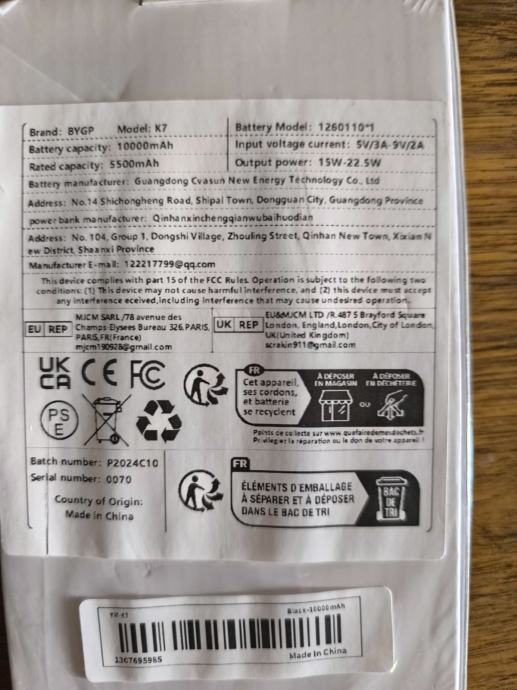 Brand: BYGP Model: K7
Battery Model: 1260110*1
Battery capacity: 10000mAh
Input voltage current: 5V/3A 9V/2A
Rated capacity: 5500mAh
Output power: 15W-22.5W
Battery manufacturer: Guangdong Cvasun New Energy Technology Co., Ltd
Address: No.14 Shichongheng Road, Shipai Town, Dongguan City, Guangdong Province
power bank manufacturer: Qinhanxinchengqianwubaihuodian
Address: No. 104, Group 1, Dongshi Village, Zhouling Street, Qinhan New Town, Xixian N
ew District, Shaanxi Province
Manufacturer E-mail: 122217799@qq.com
This device complies with part 15 of the FCC Rules. Operation is subject to the following two
conditions: (1) This device may not cause harmful interference, and (2) this device must accept
any interference eceived,including interference that may cause undesired operation.
EU REP
MJCM SARL /78 avenue des
Champs-Elysees Bureau 326, PARIS,
PARIS,FR(France)
mjcm190928@gmail.com
UK REP
EU&MJCM LTD /R.487 5 Brayford Square
London, England,London,City of London,
UK(United Kingdom)
scrakin911@gmail.com
UK
CA
CE
FC
FR
Cet appareil,
ses cordons,
et batterie
se recyclent
À DÉPOSER
EN MAGASIN
OU
À DÉPOSER
EN DÉCHÈTERIE
PS
E
Points de collecte sur www.quefairedemesdechets.fr
Privilégiez la réparation ou le don de votre appareil !
Batch number: P2024C10
Serial number: 0070
Country of Origin:
Made in China
FR
ÉLÉMENTS D'EMBALLAGE
À SÉPARER ET À DÉPOSER
DANS LE BAC DE TRI
BAC
DE
TRI
Black-10000mAh
1307695985
Made in China